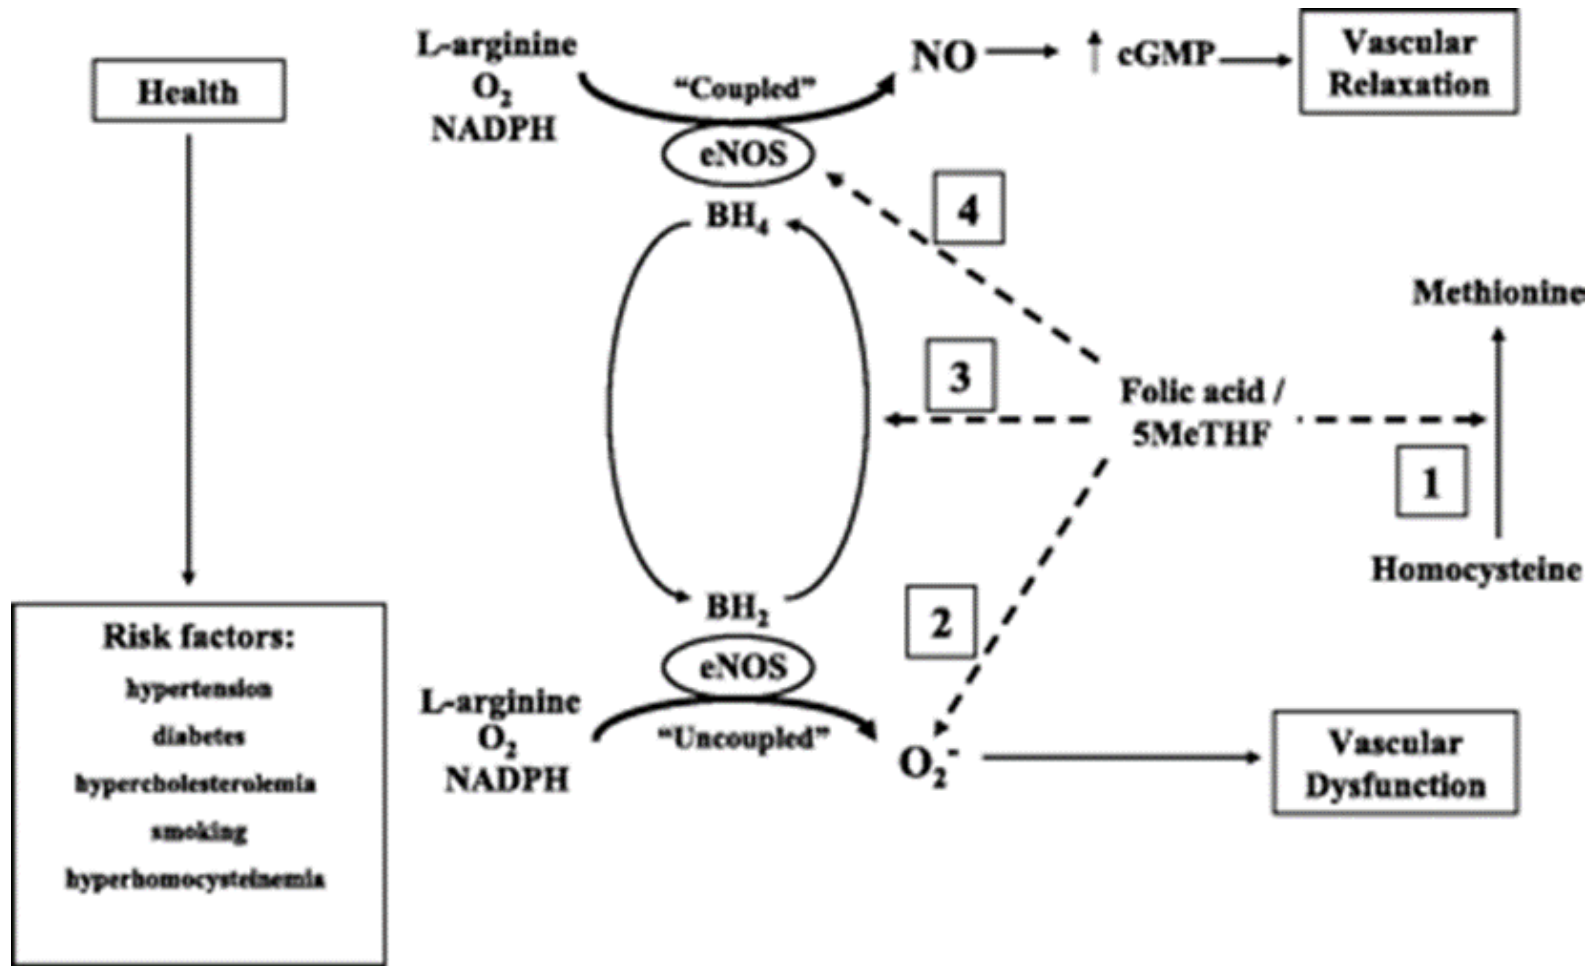 Health
Risk factors:
hypertension
diabetes
hypercholesterolemia
smoking
hyperhomocysteinemia
L-arginine
O₂
NADPH
“Coupled”
eNOS
BH₄
NO
↑ cGMP
Vascular
Relaxation
4
3
2
1
Folic acid /
5MeTHF
Methionine
Homocysteine
BH₂
eNOS
L-arginine
O₂
NADPH
“Uncoupled”
O₂⁻
Vascular
Dysfunction